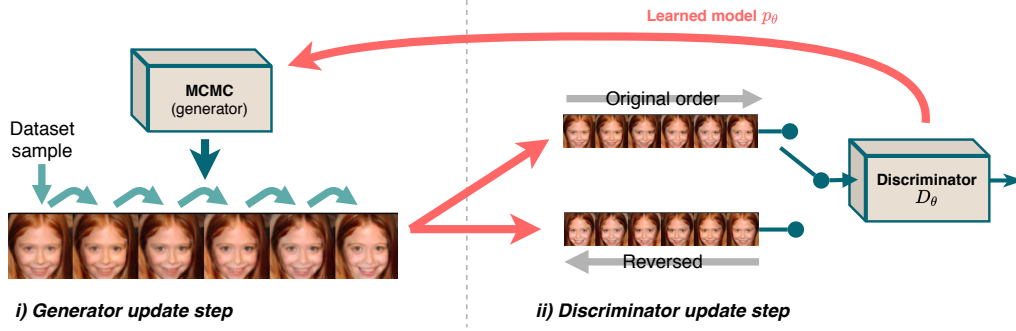 Learned model pθ
MCMC
(generator)
Dataset
sample
Original order
Discriminator
Dθ
Reversed
i) Generator update step
ii) Discriminator update step